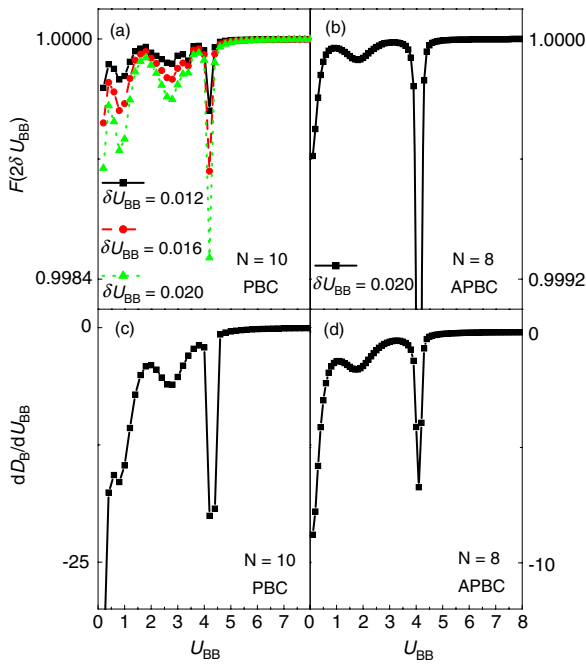 (a)
(b)
1.0000
1.0000
F(2δ U_BB)
δU_BB = 0.012
δU_BB = 0.016
δU_BB = 0.020
N = 10
PBC
δU_BB = 0.020
N = 8
APBC
0.9984
0.9992
(c)
(d)
0
0
dD_B/dU_BB
-25
-10
N = 10
PBC
N = 8
APBC
0 1 2 3 4 5 6 7 0 1 2 3 4 5 6 7 8
U_BB
U_BB